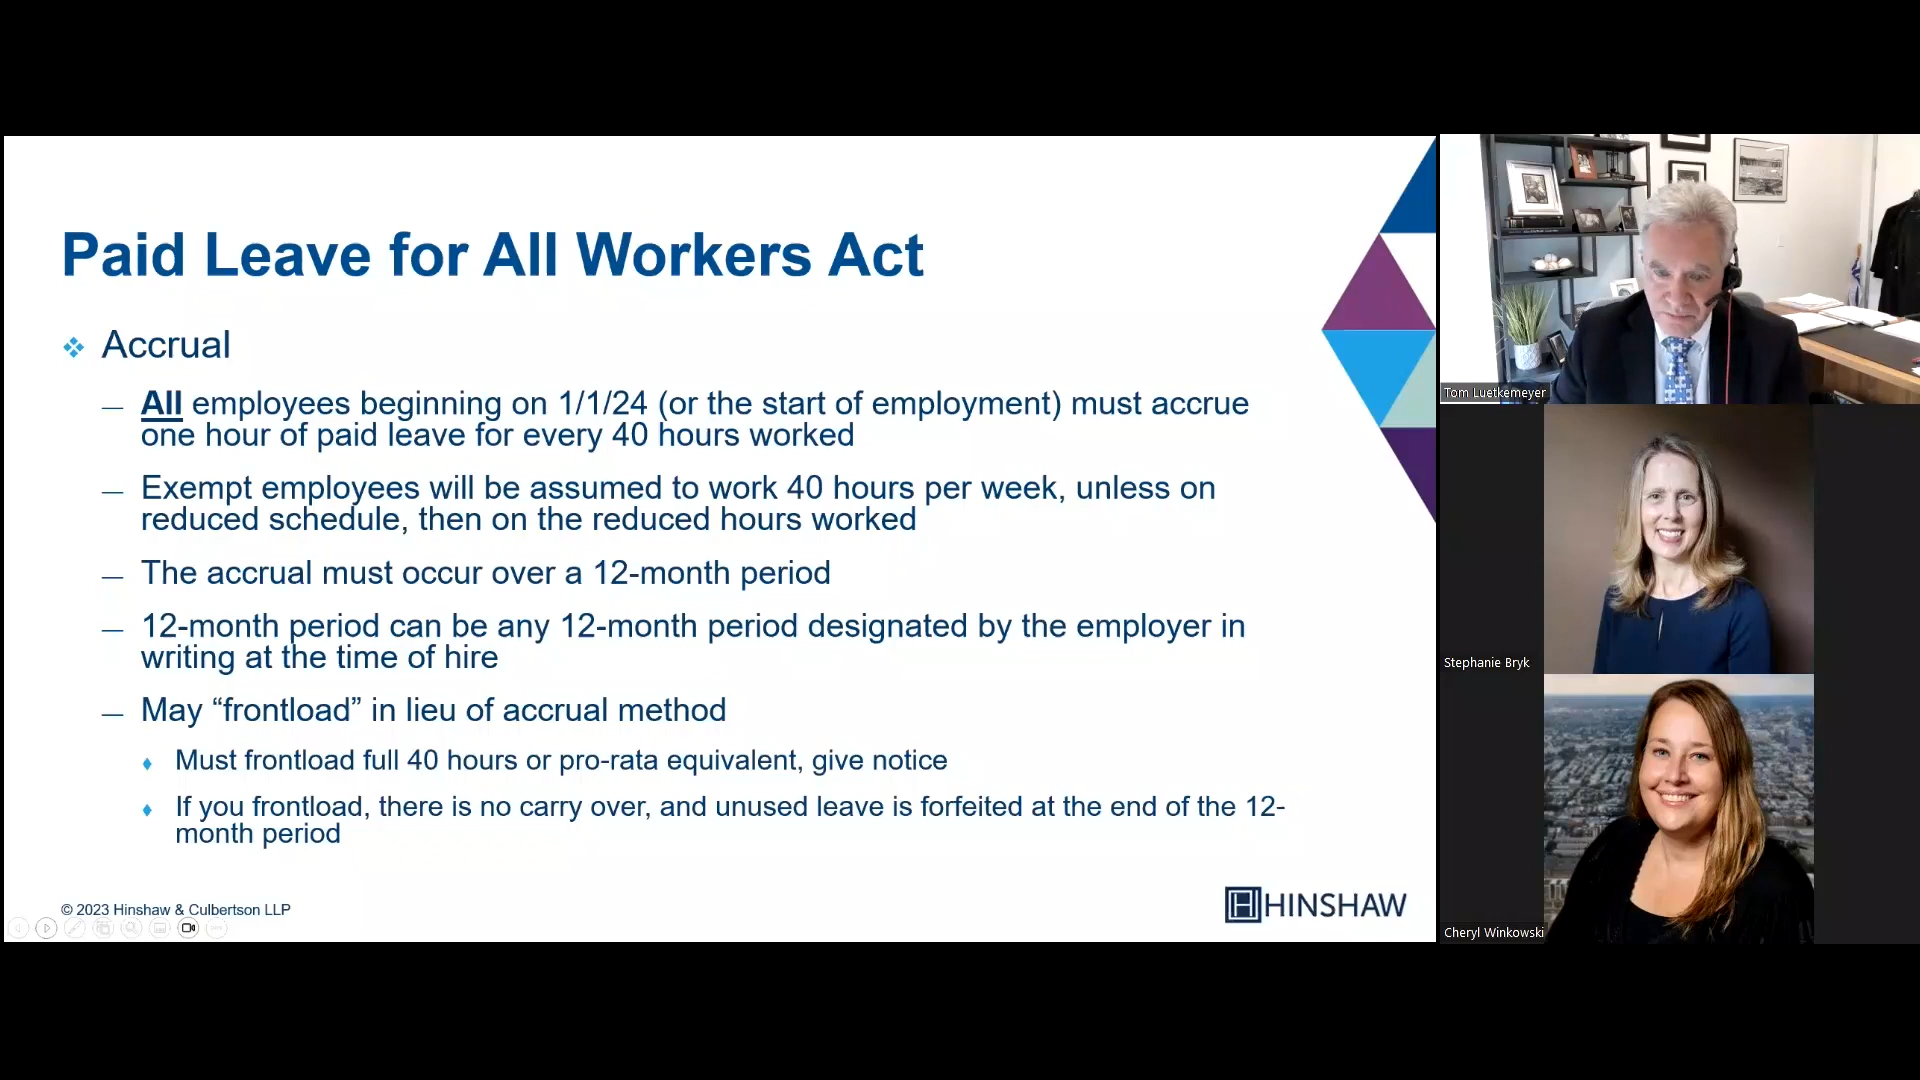 Paid Leave for All Workers Act
❖ Accrual
— All employees beginning on 1/1/24 (or the start of employment) must accrue
one hour of paid leave for every 40 hours worked
— Exempt employees will be assumed to work 40 hours per week, unless on
reduced schedule, then on the reduced hours worked
— The accrual must occur over a 12-month period
— 12-month period can be any 12-month period designated by the employer in
writing at the time of hire
— May “frontload” in lieu of accrual method
♦ Must frontload full 40 hours or pro-rata equivalent, give notice
♦ If you frontload, there is no carry over, and unused leave is forfeited at the end of the 12-
month period
© 2023 Hinshaw & Culbertson LLP
HINSHAW
Tom Luetkemeyer
Stephanie Bryk
Cheryl Winkowski